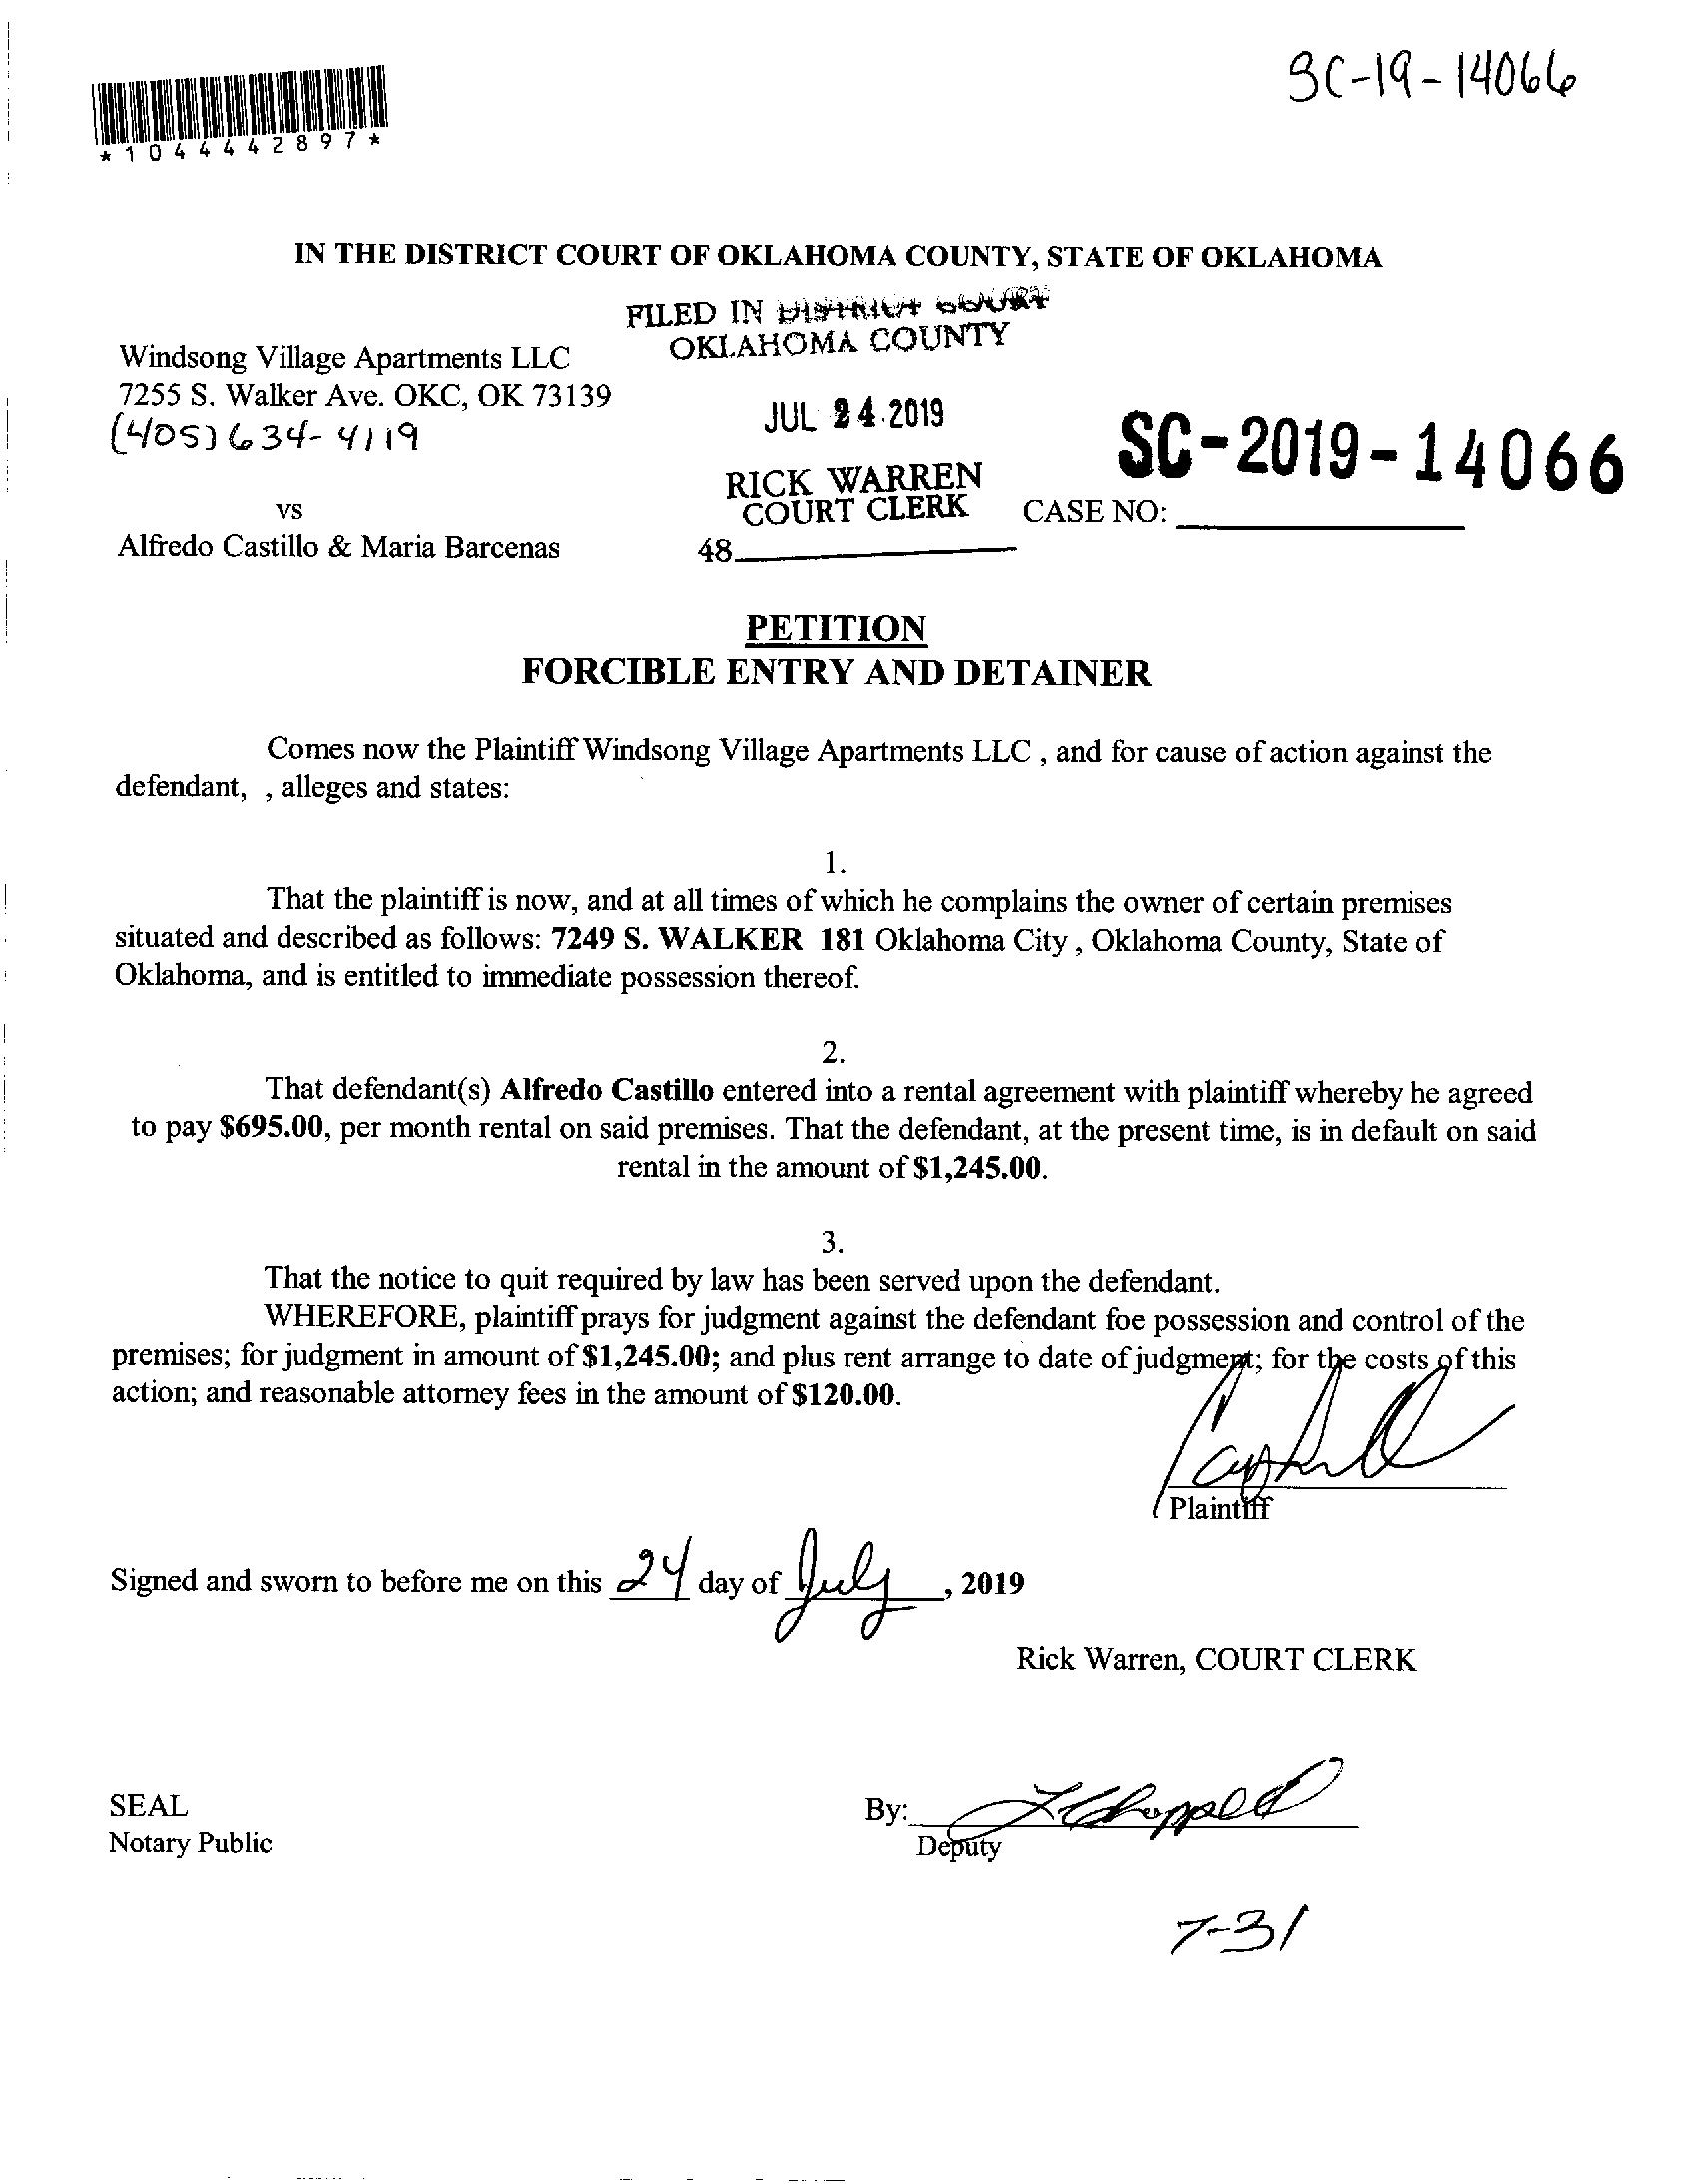 SC-19-14066
*1044442897*
IN THE DISTRICT COURT OF OKLAHOMA COUNTY, STATE OF OKLAHOMA
FILED IN DISTRICT COURT
OKLAHOMA COUNTY
Windsong Village Apartments LLC
7255 S. Walker Ave. OKC, OK 73139
(405) 634-4119
JUL 24 2019
SC-2019-14066
RICK WARREN
COURT CLERK
CASE NO:
vs
Alfredo Castillo & Maria Barcenas
48
PETITION
FORCIBLE ENTRY AND DETAINER
Comes now the Plaintiff Windsong Village Apartments LLC , and for cause of action against the
defendant, , alleges and states:
1.
That the plaintiff is now, and at all times of which he complains the owner of certain premises
situated and described as follows: 7249 S. WALKER 181 Oklahoma City , Oklahoma County, State of
Oklahoma, and is entitled to immediate possession thereof.
2.
That defendant(s) Alfredo Castillo entered into a rental agreement with plaintiff whereby he agreed
to pay $695.00, per month rental on said premises. That the defendant, at the present time, is in default on said
rental in the amount of $1,245.00.
3.
That the notice to quit required by law has been served upon the defendant.
WHEREFORE, plaintiff prays for judgment against the defendant foe possession and control of the
premises; for judgment in amount of $1,245.00; and plus rent arrange to date of judgment; for the costs of this
action; and reasonable attorney fees in the amount of $120.00.
Plaintiff
Signed and sworn to before me on this 24 day of July, 2019
Rick Warren, COURT CLERK
SEAL
Notary Public
By:
Deputy
7-31